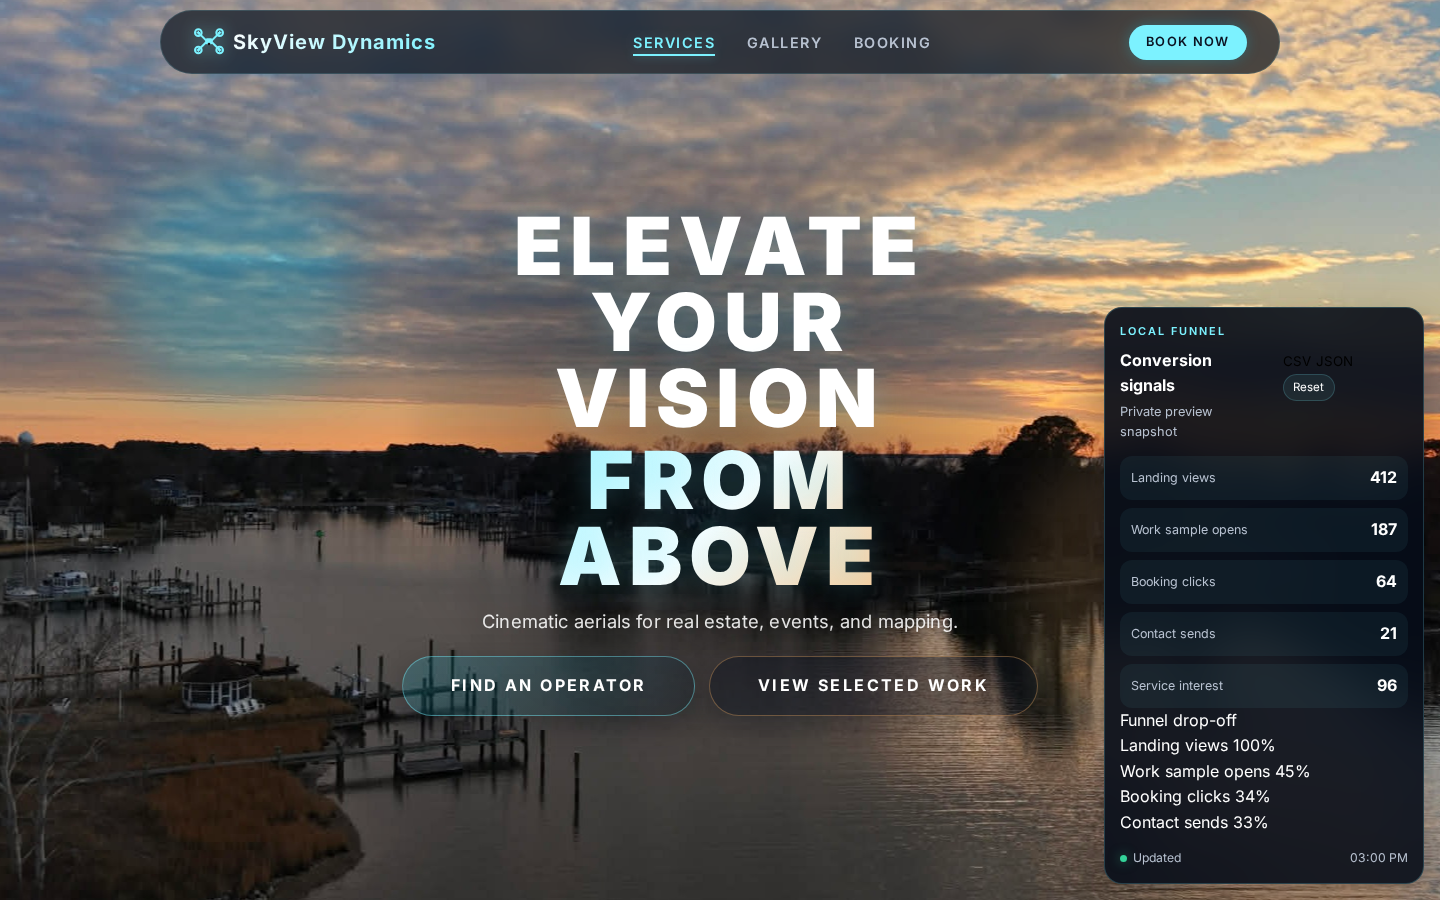 SkyView Dynamics
SERVICES
GALLERY
BOOKING
BOOK NOW
ELEVATE
YOUR
VISION
FROM
ABOVE
Cinematic aerials for real estate, events, and mapping.
FIND AN OPERATOR
VIEW SELECTED WORK
LOCAL FUNNEL
Conversion
signals
Private preview
snapshot
CSV JSON
Reset
Landing views 412
Work sample opens 187
Booking clicks 64
Contact sends 21
Service interest 96
Funnel drop-off
Landing views 100%
Work sample opens 45%
Booking clicks 34%
Contact sends 33%
Updated 03:00 PM